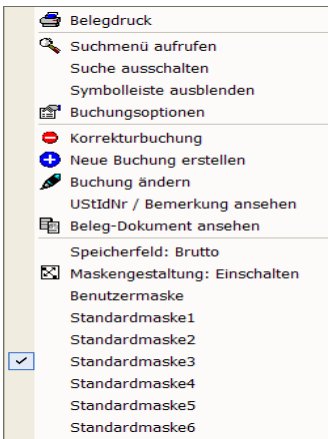 Belegdruck
Suchmenü aufrufen
Suche ausschalten
Symbolleiste ausblenden
Buchungsoptionen
Korrekturbuchung
Neue Buchung erstellen
Buchung ändern
UStIdNr / Bemerkung ansehen
Beleg-Dokument ansehen
Speicherfeld: Brutto
Maskengestaltung: Einschalten
Benutzermaske
Standardmaske1
Standardmaske2
Standardmaske3
Standardmaske4
Standardmaske5
Standardmaske6